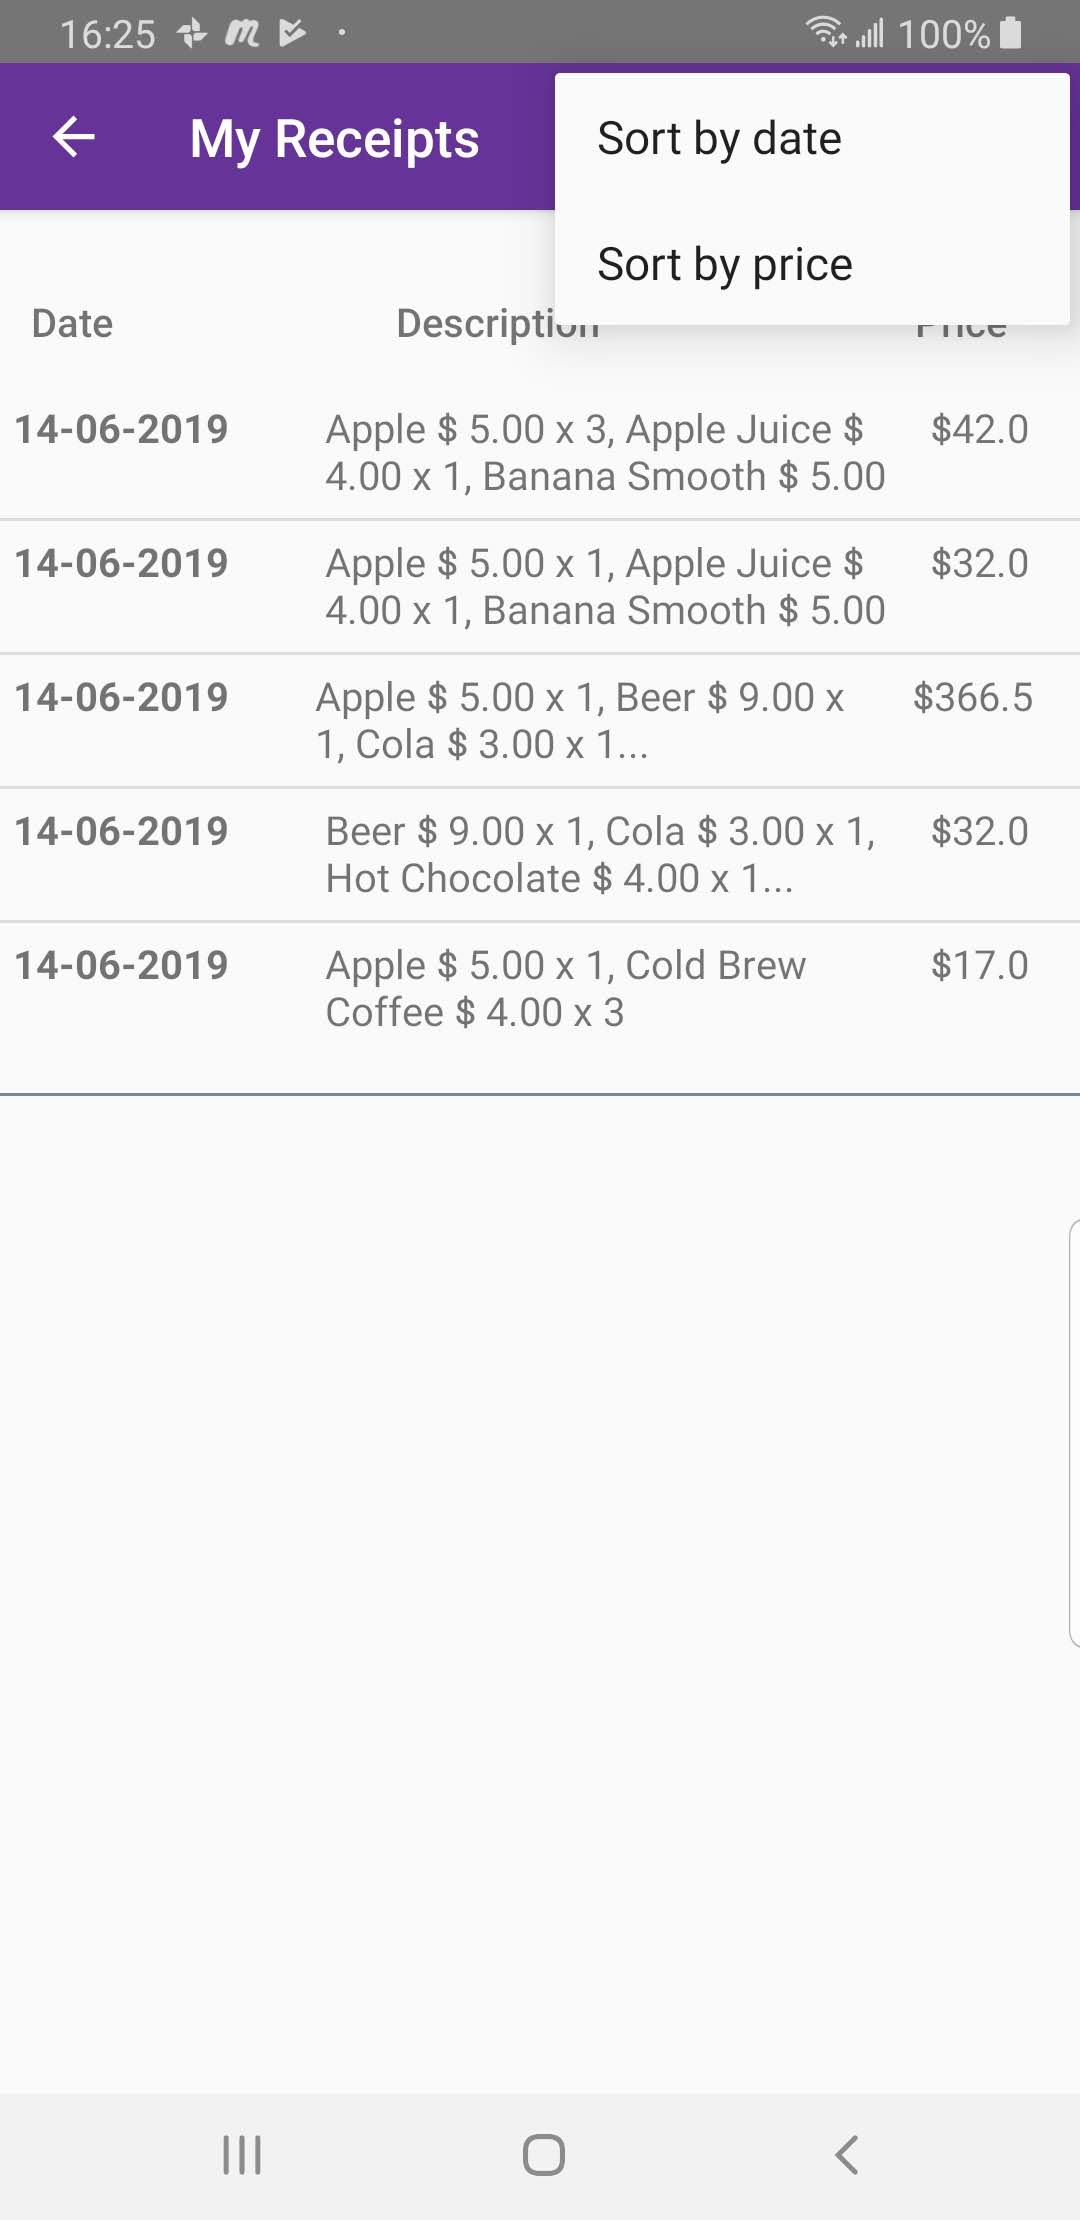 16:25
100%
My Receipts
Sort by date
Sort by price
Date Description Price
14-06-2019 Apple $ 5.00 x 3, Apple Juice $ $42.0
4.00 x 1, Banana Smooth $ 5.00
14-06-2019 Apple $ 5.00 x 1, Apple Juice $ $32.0
4.00 x 1, Banana Smooth $ 5.00
14-06-2019 Apple $ 5.00 x 1, Beer $ 9.00 x $366.5
1, Cola $ 3.00 x 1...
14-06-2019 Beer $ 9.00 x 1, Cola $ 3.00 x 1, $32.0
Hot Chocolate $ 4.00 x 1...
14-06-2019 Apple $ 5.00 x 1, Cold Brew $17.0
Coffee $ 4.00 x 3